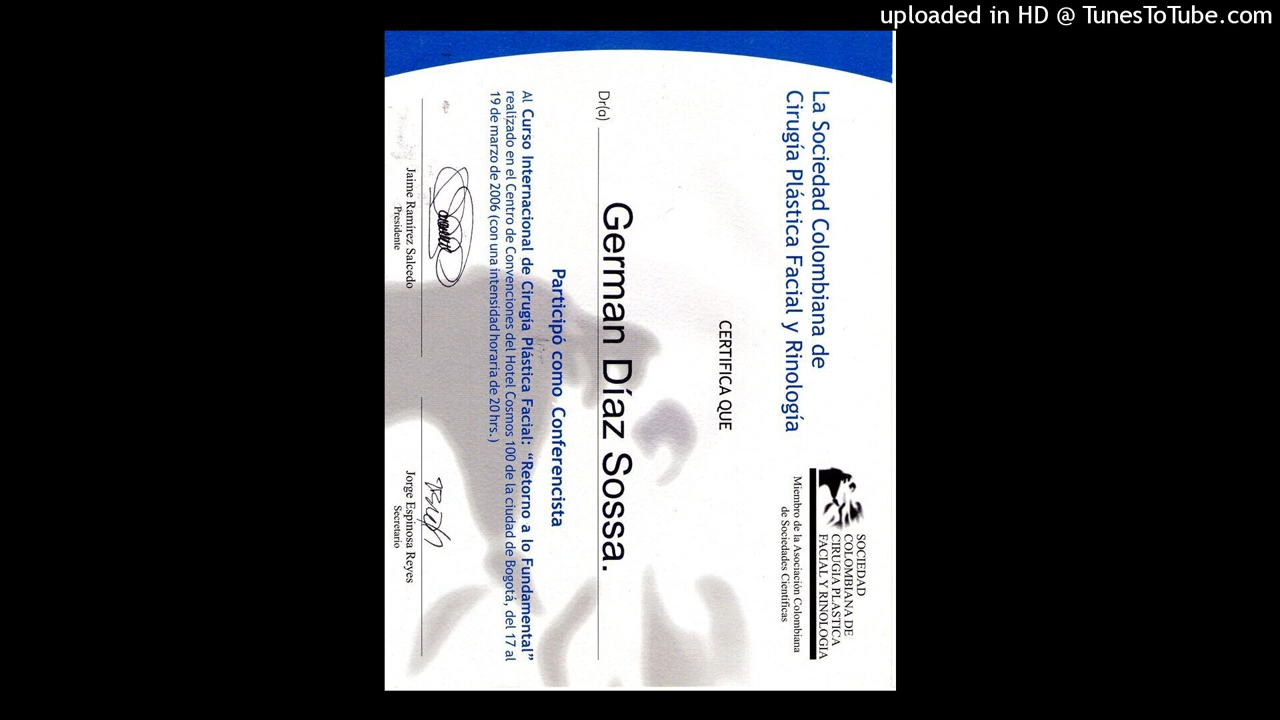 uploaded in HD @ TunesToTube.com
La Sociedad Colombiana de
Cirugía Plástica Facial y Rinología
SOCIEDAD
COLOMBIANA DE
CIRUGIA PLASTICA
FACIAL Y RINOLOGIA
Miembro de la Asociación Colombiana
de Sociedades Científicas
CERTIFICA QUE
Dr(a) German Díaz Sossa.
Participó como Conferencista
Al Curso Internacional de Cirugía Plástica Facial: “Retorno a lo Fundamental”
realizado en el Centro de Convenciones del Hotel Cosmos 100 de la ciudad de Bogotá, del 17 al
19 de marzo de 2006 (con una intensidad horaria de 20 hrs.)
Jaime Ramírez Salcedo
Presidente
Jorge Espinosa Reyes
Secretario